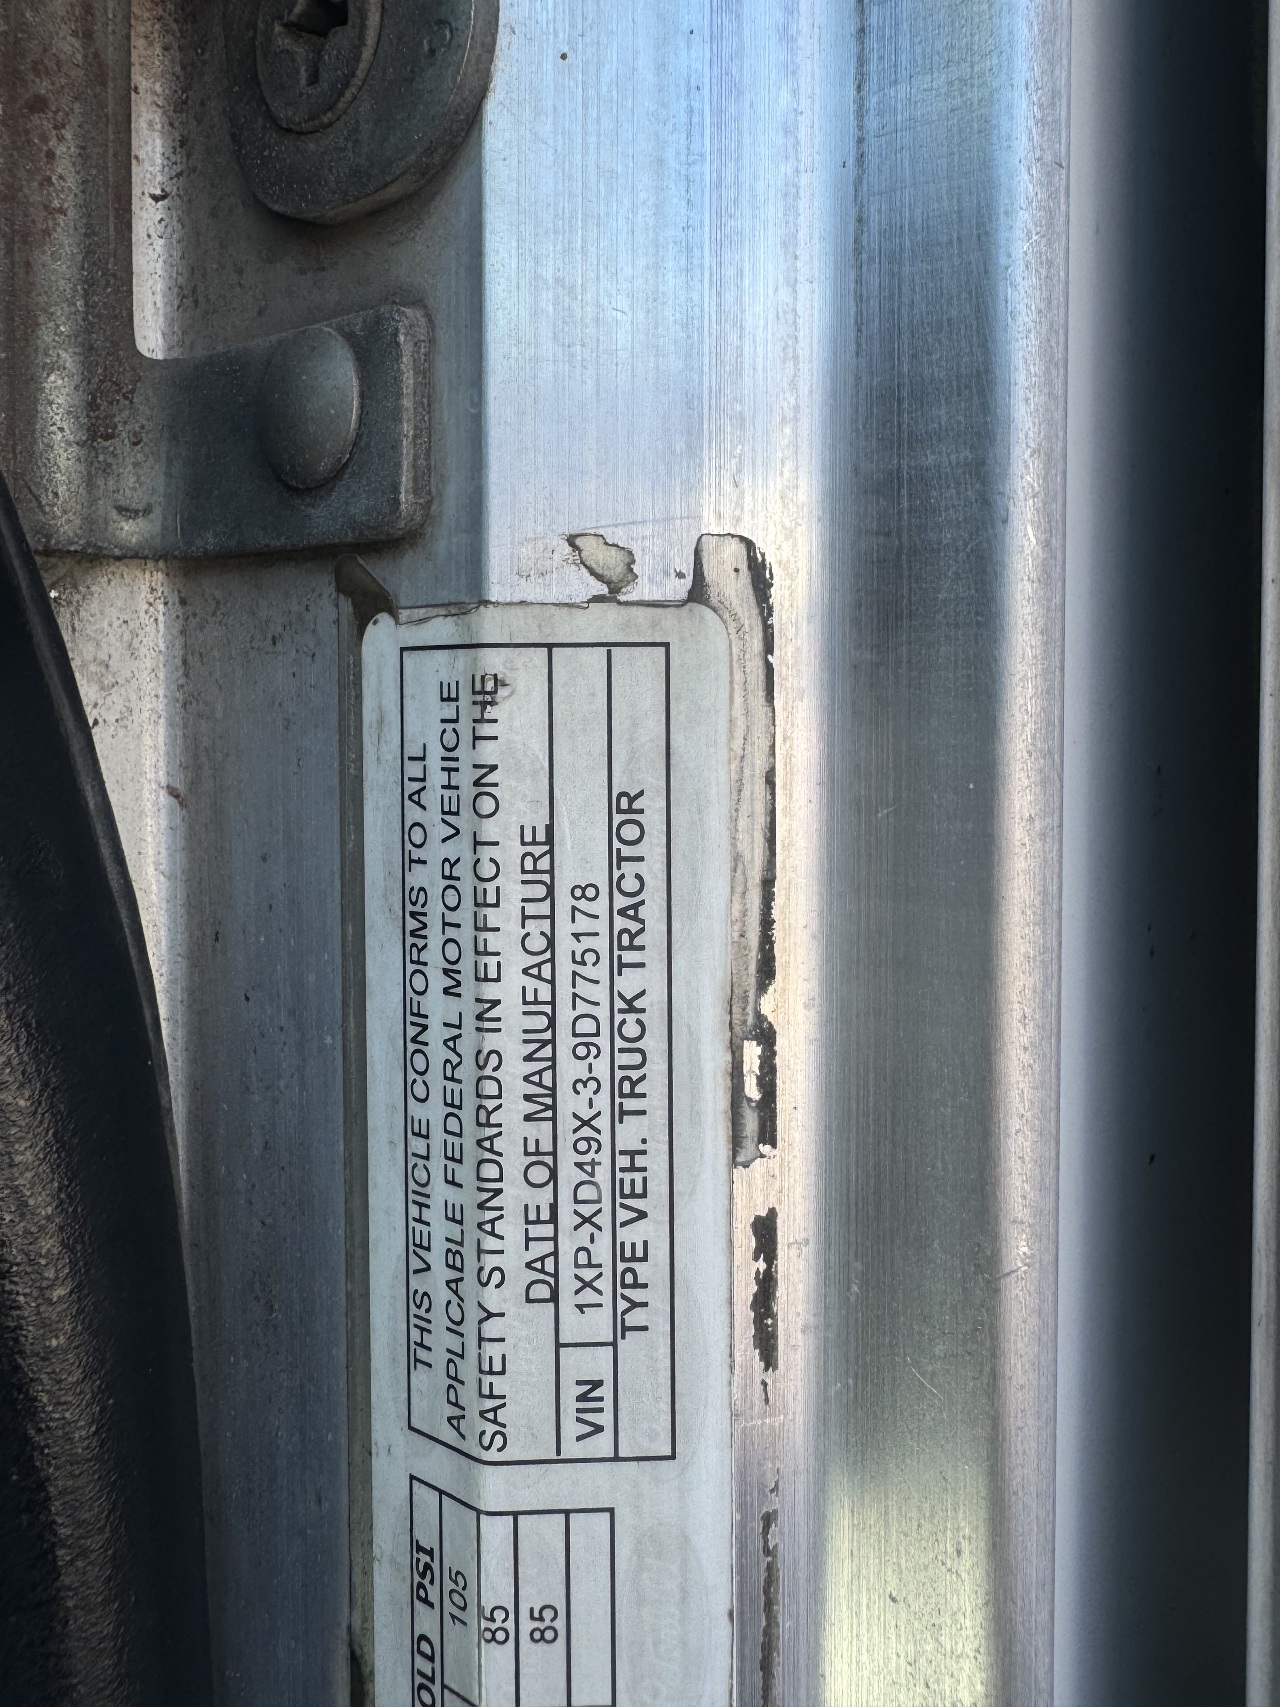 THIS VEHICLE CONFORMS TO ALL
APPLICABLE FEDERAL MOTOR VEHICLE
SAFETY STANDARDS IN EFFECT ON THE
DATE OF MANUFACTURE
VIN 1XP-XD49X-3-9D775178
TYPE VEH. TRUCK TRACTOR
OLD PSI
105
85
85